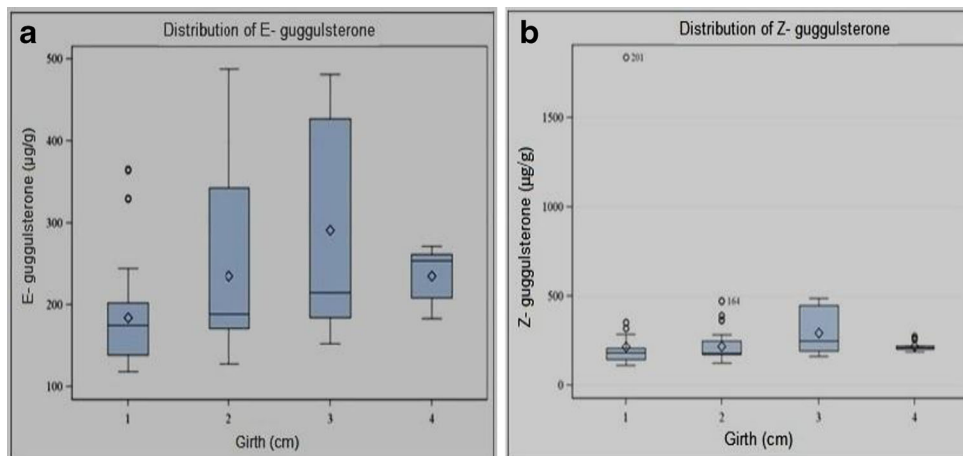 a
Distribution of E- guggulsterone
500
400
300
200
100
E- guggulsterone (µg/g)
1 2 3 4
Girth (cm)
b
Distribution of Z- guggulsterone
201
1500
1000
500
0
164
Z- guggulsterone (µg/g)
1 2 3 4
Girth (cm)